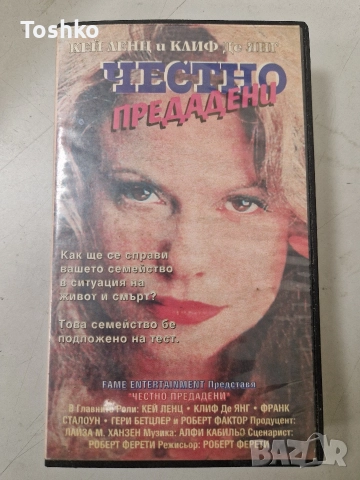 Toshko
КЕЙ ЛЕНЦ и КЛИФ Де ЯНГ
ЧЕСТНО
ПРЕДАДЕНИ
Как ще се справи
вашето семейство
в ситуация на
живот и смърт?
Това семейство бе
подложено на тест.
FAME ENTERTAINMENT Представя
"ЧЕСТНО ПРЕДАДЕНИ"
В Главните Роли: КЕЙ ЛЕНЦ • КЛИФ Де ЯНГ • ФРАНК
СТАЛОУН • ГЕРИ БЕТЦЛЕР и РОБЕРТ ФАКТОР Продуцент:
ЛАЙЗА М. ХАНЗЕН Музика: АЛФИ КАБИЛЬО Сценарист:
РОБЕРТ ФЕРЕТИ Режисьор: РОБЕРТ ФЕРЕТИ
bazar